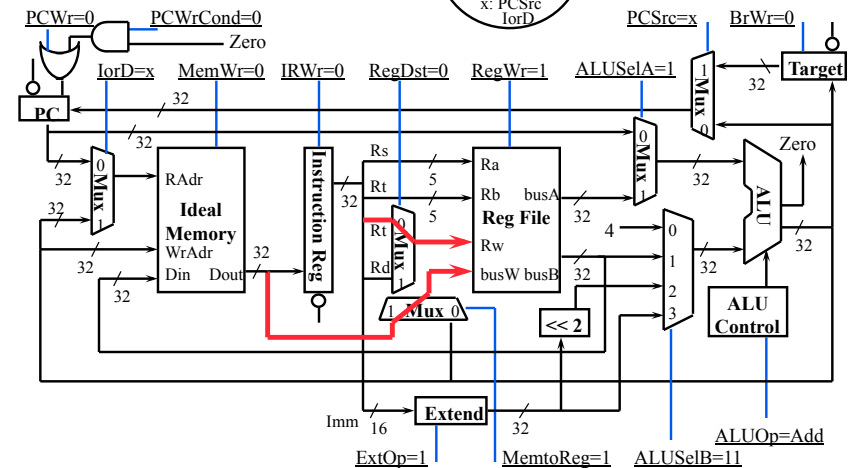 x: PCSrc
IorD
PCWr=0
PCWrCond=0
PCSrc=x
BrWr=0
Zero
IorD=x
MemWr=0
IRWr=0
RegDst=0
RegWr=1
ALUSelA=1
1
Mux
0
32
Target
PC
32
32
32
0
Mux
1
32
RAdr
Ideal
Memory
WrAdr
Din
Dout
32
32
32
Instruction Reg
32
Rs
Rt
5
5
Rt
0
Mux
1
Rd
Ra
Rb
busA
Reg File
Rw
busW
busB
32
32
0
Mux
1
32
Zero
ALU
32
4
0
1
2
3
32
1
Mux
0
<< 2
ALU
Control
Imm
16
Extend
32
ALUOp=Add
ExtOp=1
MemtoReg=1
ALUSelB=11